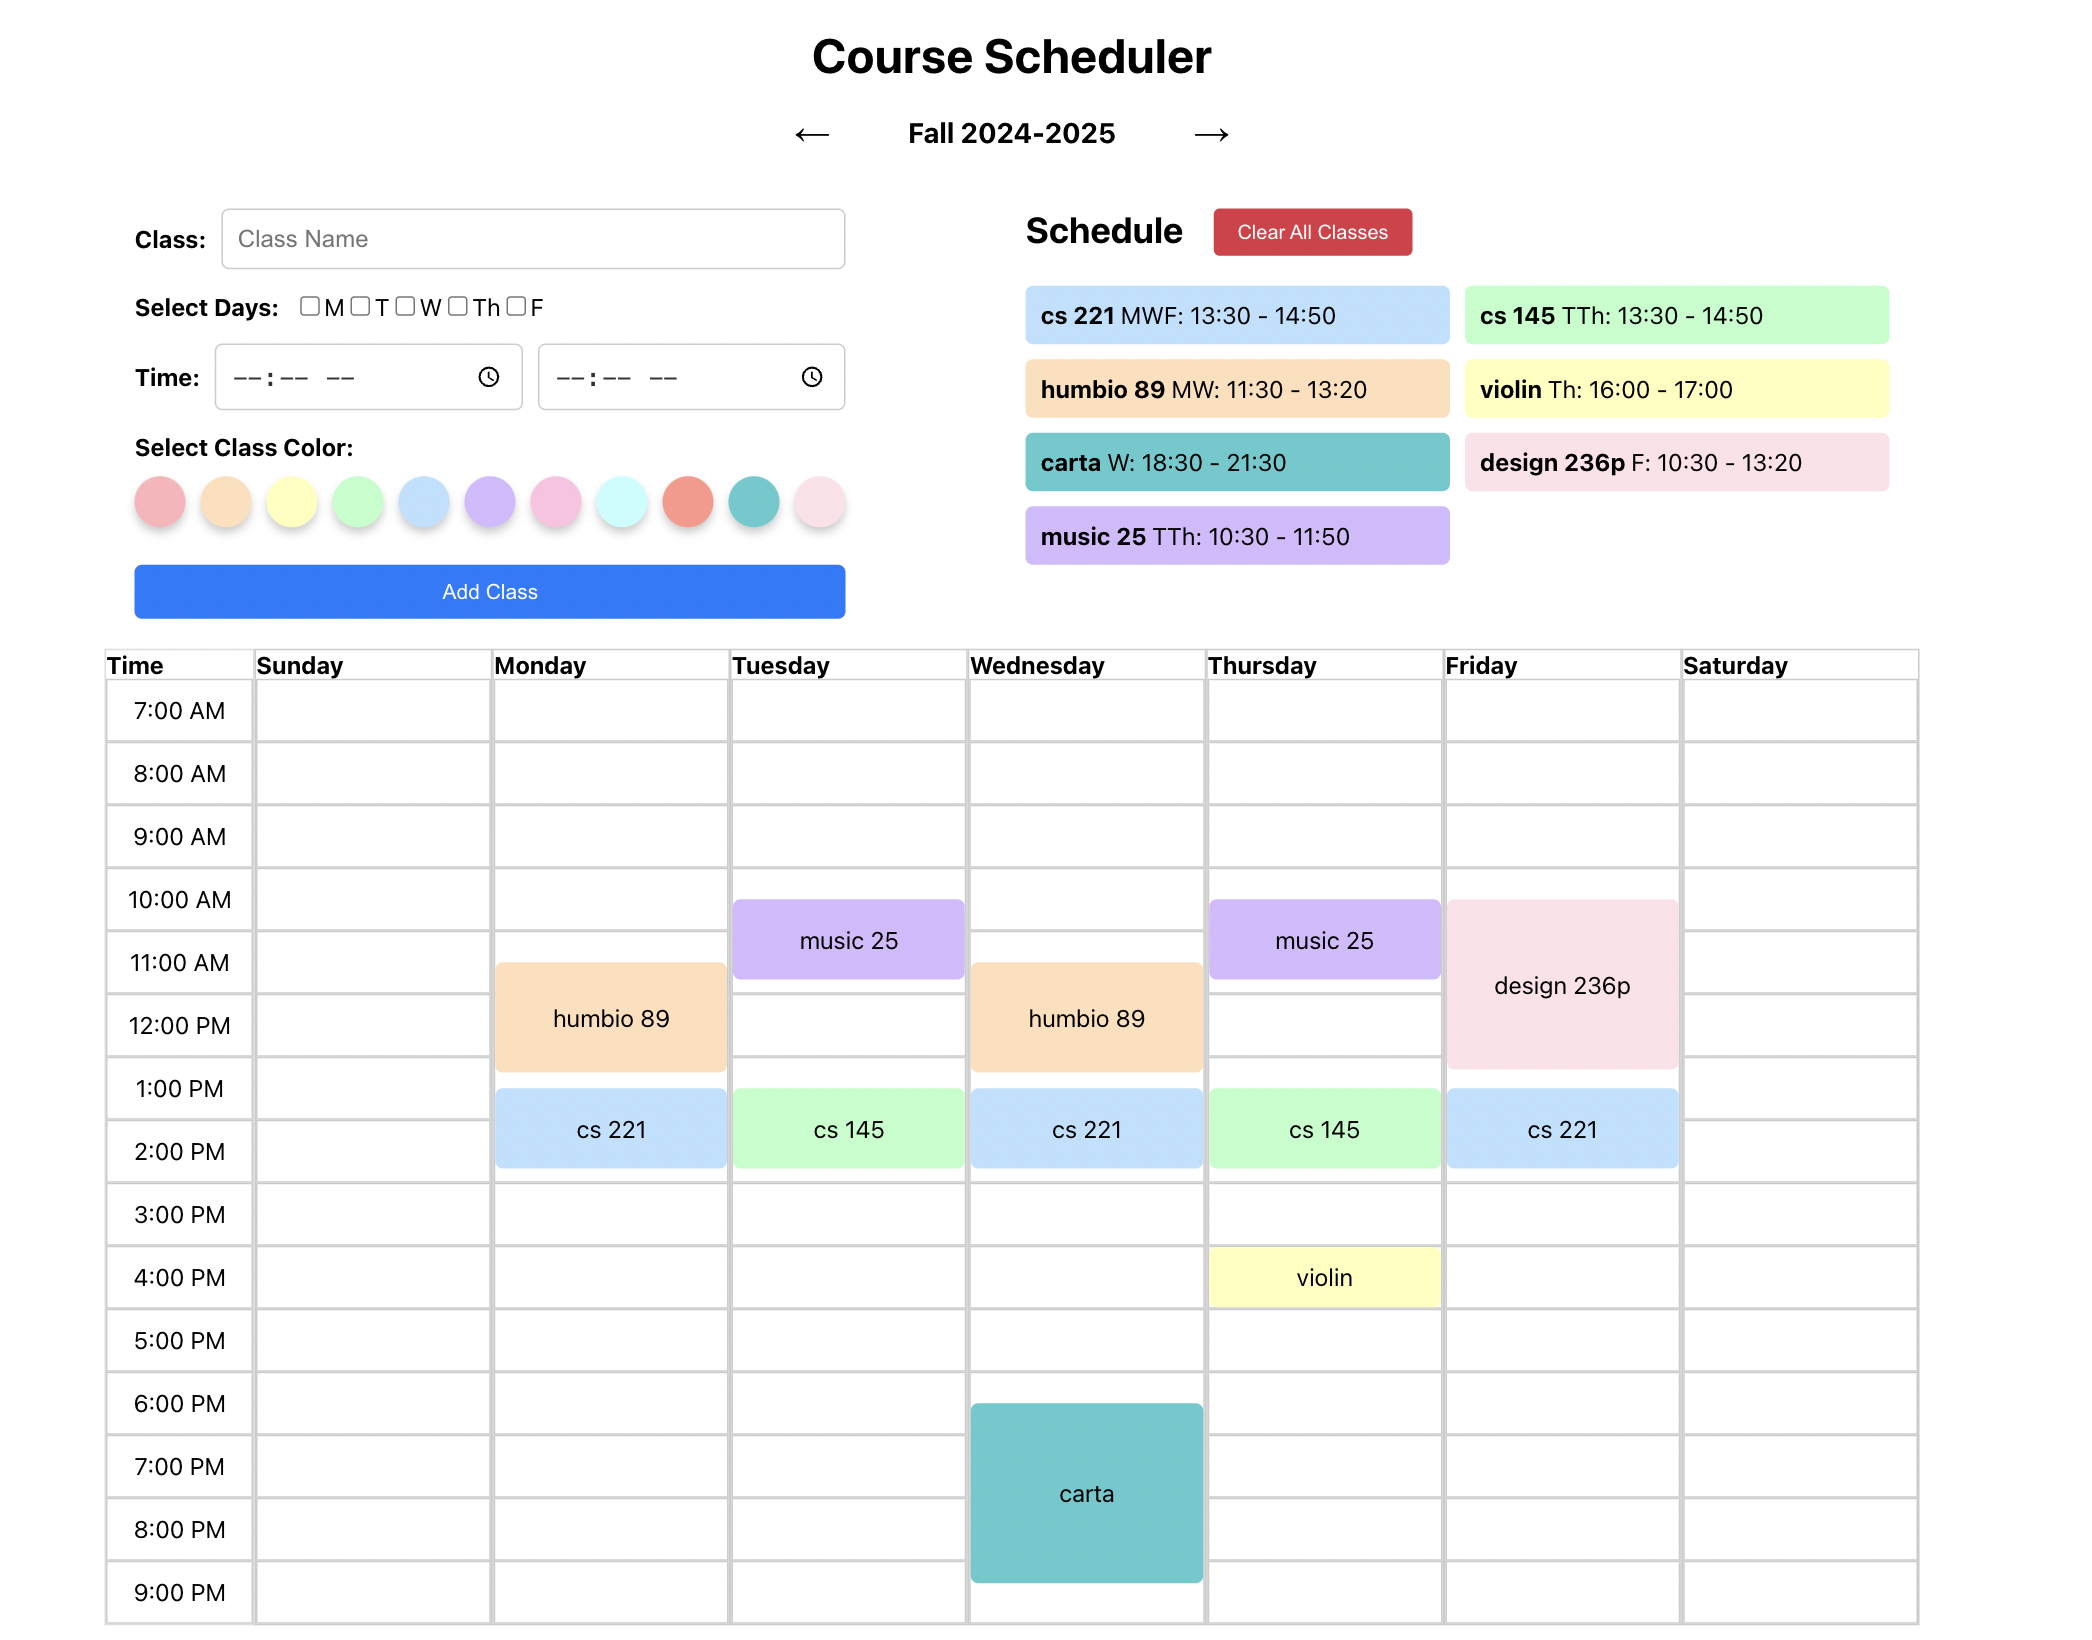 Course Scheduler
← Fall 2024-2025 →
Class: Class Name
Select Days: M T W Th F
Time: --:-- -- --:-- --
Select Class Color:
Add Class
Schedule Clear All Classes
cs 221 MWF: 13:30 - 14:50
cs 145 TTh: 13:30 - 14:50
humbio 89 MW: 11:30 - 13:20
violin Th: 16:00 - 17:00
carta W: 18:30 - 21:30
design 236p F: 10:30 - 13:20
music 25 TTh: 10:30 - 11:50
Time Sunday Monday Tuesday Wednesday Thursday Friday Saturday
7:00 AM
8:00 AM
9:00 AM
10:00 AM
music 25 music 25
11:00 AM
design 236p
humbio 89 humbio 89
12:00 PM
1:00 PM
cs 221 cs 145 cs 221 cs 145 cs 221
2:00 PM
3:00 PM
4:00 PM violin
5:00 PM
6:00 PM
7:00 PM
carta
8:00 PM
9:00 PM